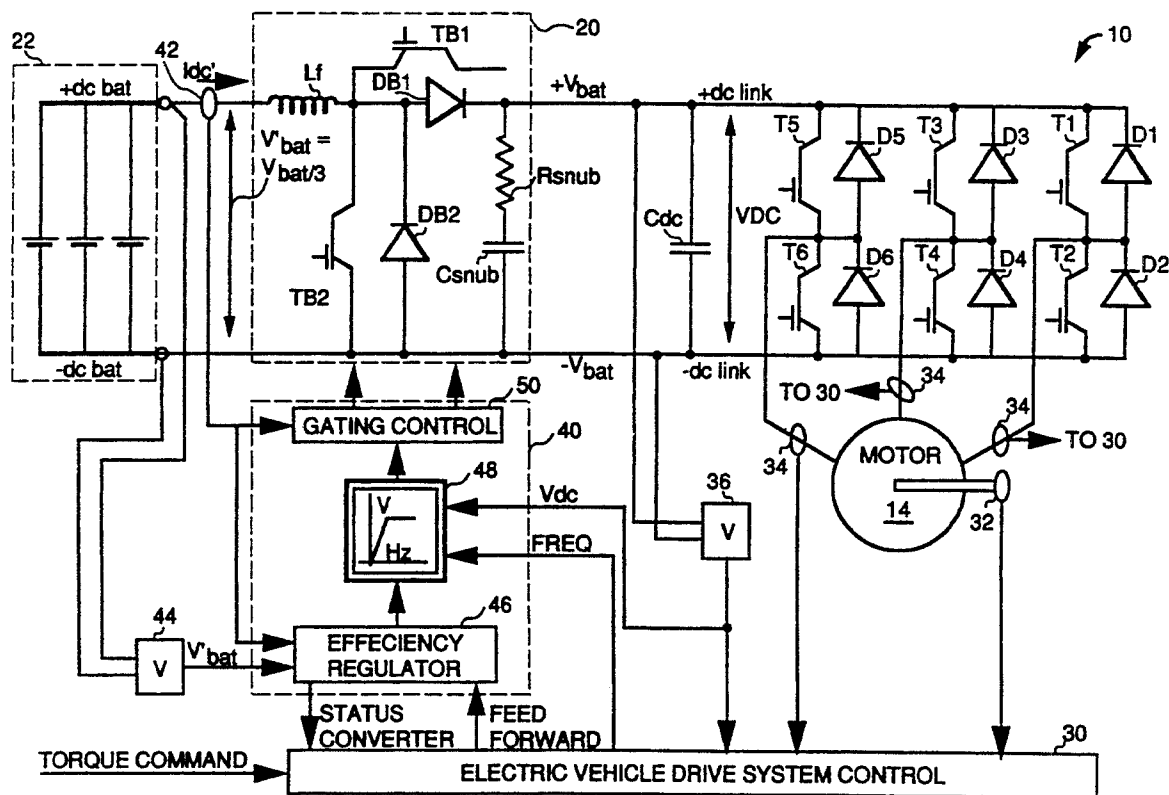 20
10
22
42
Idc'
Lf
TB1
DB1
+dc bat
+Vbat
+dc link
V'bat =
Vbat/3
Rsnub
DB2
Csnub
TB2
Cdc
VDC
T5
D5
T3
D3
T1
D1
T6
D6
T4
D4
T2
D2
-dc bat
-Vbat
-dc link
50
GATING CONTROL
40
TO 30
34
34
TO 30
34
MOTOR
14
32
48
V
Hz
Vdc
FREQ
36
V
46
EFFECIENCY
REGULATOR
44
V
V'bat
STATUS
CONVERTER
FEED
FORWARD
30
TORQUE COMMAND
ELECTRIC VEHICLE DRIVE SYSTEM CONTROL